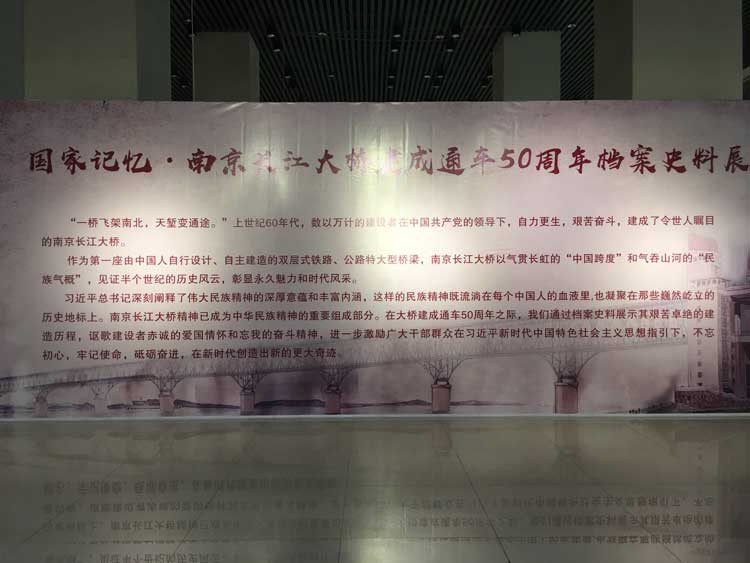 国家记忆·南京长江大桥建成通车50周年档案史料展
“一桥飞架南北，天堑变通途。”上世纪60年代，数以万计的建设者在中国共产党的领导下，自力更生，艰苦奋斗，建成了令世人瞩目
的南京长江大桥。
作为第一座由中国人自行设计、自主建造的双层式铁路、公路特大型桥梁，南京长江大桥以气贯长虹的“中国跨度”和气吞山河的“民
族气概”，见证半个世纪的历史风云，彰显永久魅力和时代风采。
习近平总书记深刻阐释了伟大民族精神的深厚意蕴和丰富内涵，这样的民族精神既流淌在每个中国人的血液里,也凝聚在那些巍然屹立的
历史地标上。南京长江大桥精神已成为中华民族精神的重要组成部分。在大桥建成通车50周年之际，我们通过档案史料展示其艰苦卓绝的建
造历程，讴歌建设者赤诚的爱国情怀和忘我的奋斗精神，进一步激励广大干部群众在习近平新时代中国特色社会主义思想指引下，不忘
初心，牢记使命，砥砺奋进，在新时代创造出新的更大奇迹。